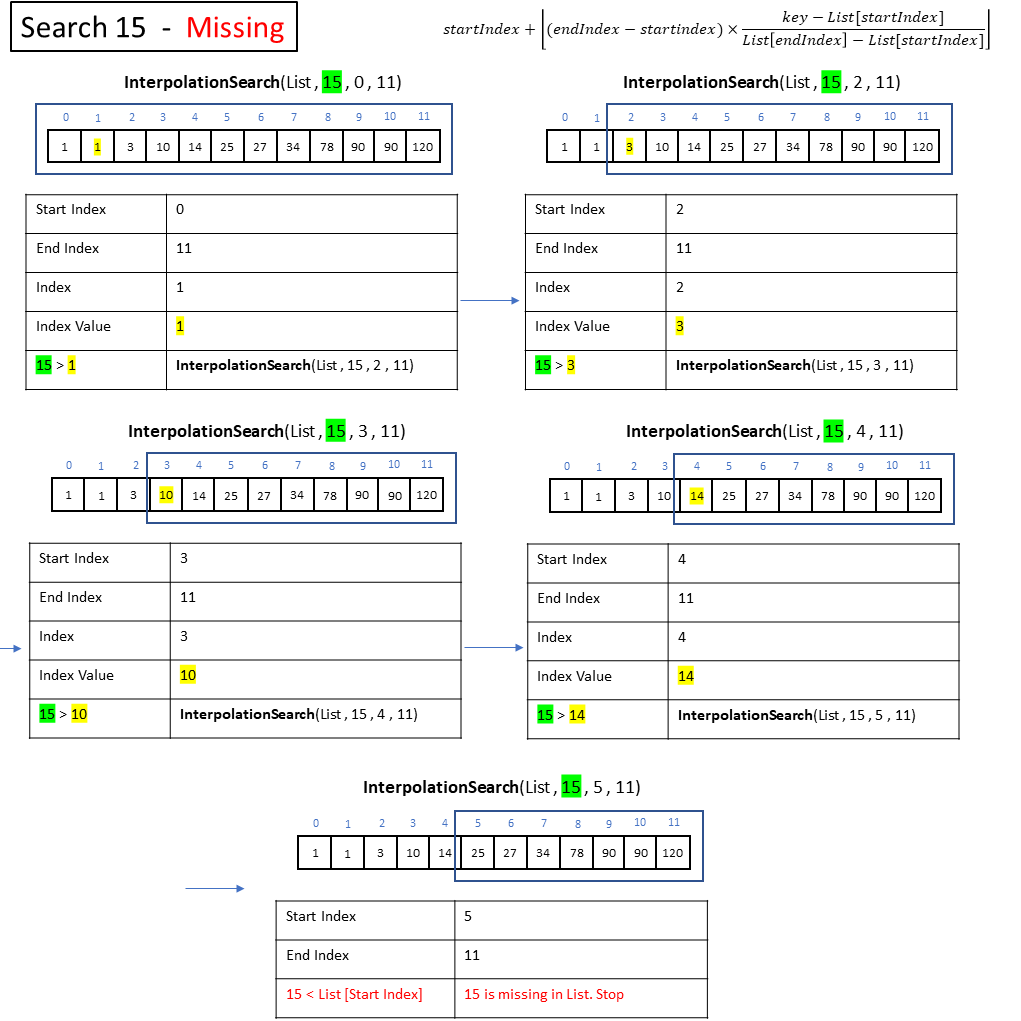 Search 15 - Missing
startIndex + ⌊(endIndex − startindex) × (key − List[startIndex]) / (List[endIndex] − List[startIndex])⌋
InterpolationSearch(List , 15 , 0 , 11)
0 1 2 3 4 5 6 7 8 9 10 11
1 1 3 10 14 25 27 34 78 90 90 120
Start Index 0
End Index 11
Index 1
Index Value 1
15 > 1 InterpolationSearch(List , 15 , 2 , 11)
InterpolationSearch(List , 15 , 2 , 11)
0 1 2 3 4 5 6 7 8 9 10 11
1 1 3 10 14 25 27 34 78 90 90 120
Start Index 2
End Index 11
Index 2
Index Value 3
15 > 3 InterpolationSearch(List , 15 , 3 , 11)
InterpolationSearch(List , 15 , 3 , 11)
0 1 2 3 4 5 6 7 8 9 10 11
1 1 3 10 14 25 27 34 78 90 90 120
Start Index 3
End Index 11
Index 3
Index Value 10
15 > 10 InterpolationSearch(List , 15 , 4 , 11)
InterpolationSearch(List , 15 , 4 , 11)
0 1 2 3 4 5 6 7 8 9 10 11
1 1 3 10 14 25 27 34 78 90 90 120
Start Index 4
End Index 11
Index 4
Index Value 14
15 > 14 InterpolationSearch(List , 15 , 5 , 11)
InterpolationSearch(List , 15 , 5 , 11)
0 1 2 3 4 5 6 7 8 9 10 11
1 1 3 10 14 25 27 34 78 90 90 120
Start Index 5
End Index 11
15 < List [Start Index] 15 is missing in List. Stop